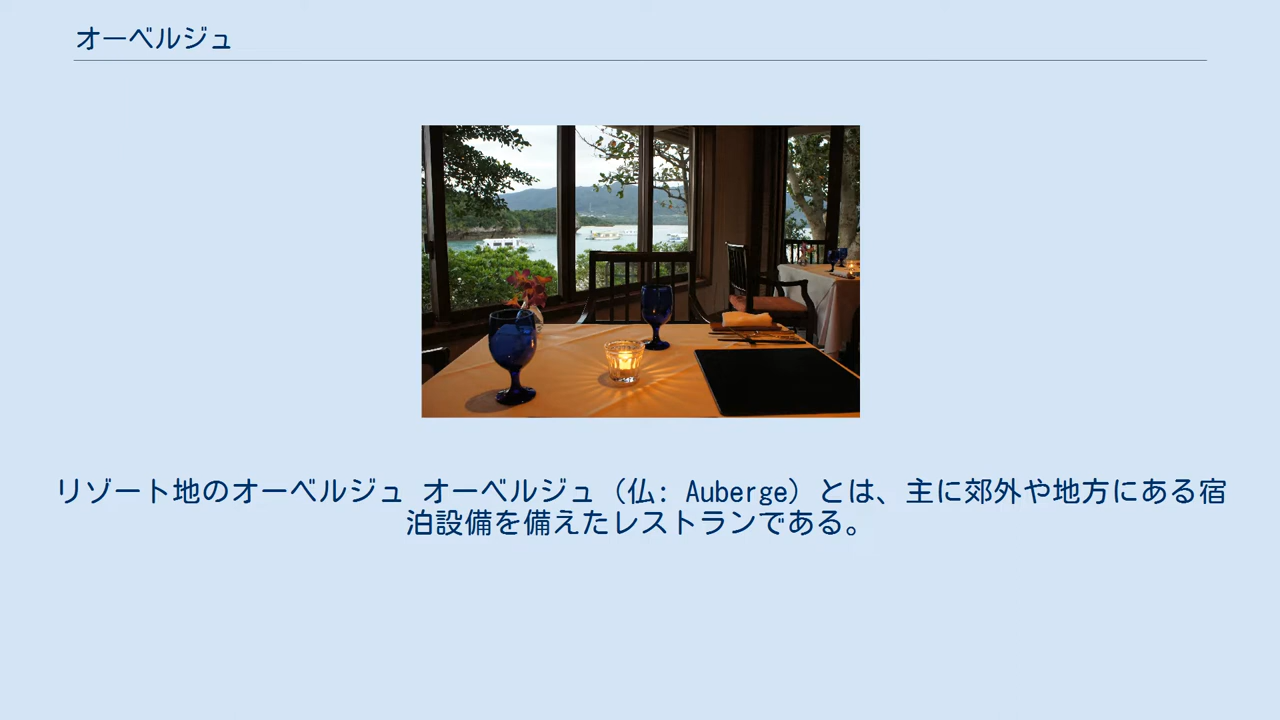 オーベルジュ
リゾート地のオーベルジュ オーベルジュ（仏: Auberge）とは、主に郊外や地方にある宿
泊設備を備えたレストランである。